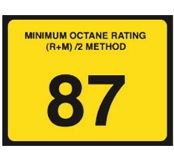 MINIMUM OCTANE RATING
(R+M) /2 METHOD
87